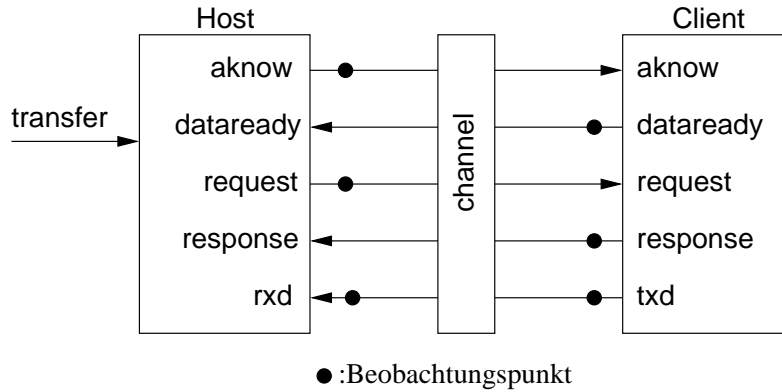 Host
Client
aknow
aknow
transfer
dataready
dataready
request
channel
request
response
response
rxd
txd
:Beobachtungspunkt